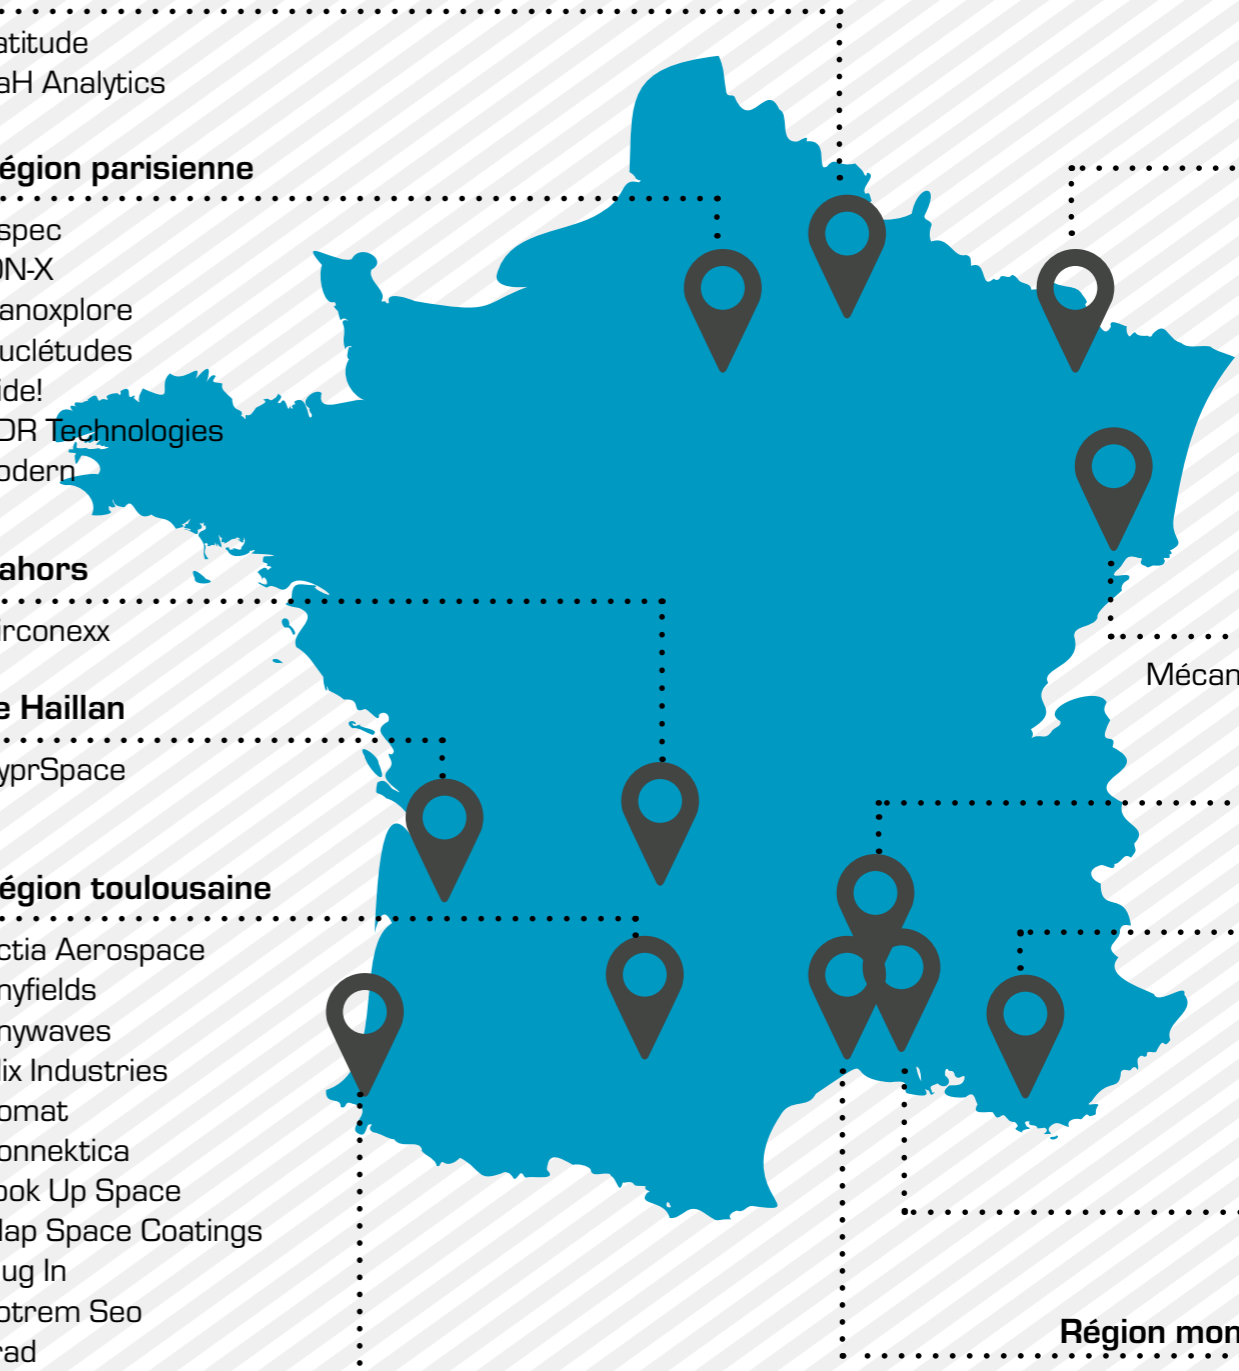 atitude
aH Analytics
égion parisienne
spec
ON-X
anoxplore
uclétudes
ide!
DR Technologies
odern
ahors
irconexx
e Haillan
yprSpace
égion toulousaine
ctia Aerospace
nyfields
nywaves
lix Industries
omat
onnektica
ook Up Space
lap Space Coatings
ug In
otrem Seo
rad
Mécan
Région mon